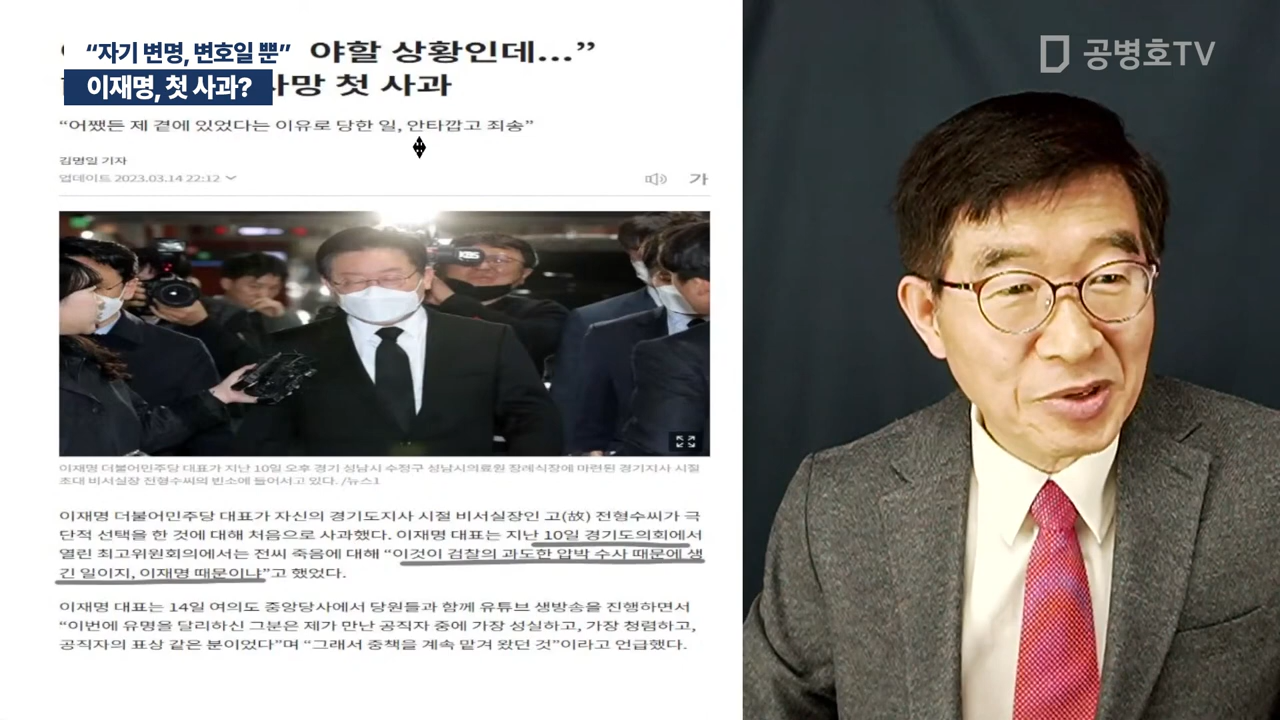 “자기 변명, 변호일 뿐”
야할 상황인데...”
이재명, 첫 사과?
사망 첫 사과
공병호TV
“어쨌든 제 곁에 있었다는 이유로 당한 일, 안타깝고 죄송”
김명일 기자
업데이트 2023.03.14 22:12
가
KBS
이재명 더불어민주당 대표가 지난 10일 오후 경기 성남시 수정구 성남시의료원 장례식장에 마련된 경기지사 시절
초대 비서실장 전형수씨의 빈소에 들어서고 있다. /뉴스1
이재명 더불어민주당 대표가 자신의 경기도지사 시절 비서실장인 고(故) 전형수씨가 극
단적 선택을 한 것에 대해 처음으로 사과했다. 이재명 대표는 지난 10일 경기도의회에서
열린 최고위원회의에서는 전씨 죽음에 대해 “이것이 검찰의 과도한 압박 수사 때문에 생
긴 일이지, 이재명 때문이냐”고 했었다.
이재명 대표는 14일 여의도 중앙당사에서 당원들과 함께 유튜브 생방송을 진행하면서
“이번에 유명을 달리하신 그분은 제가 만난 공직자 중에 가장 성실하고, 가장 청렴하고,
공직자의 표상 같은 분이었다”며 “그래서 중책을 계속 맡겨 왔던 것”이라고 언급했다.